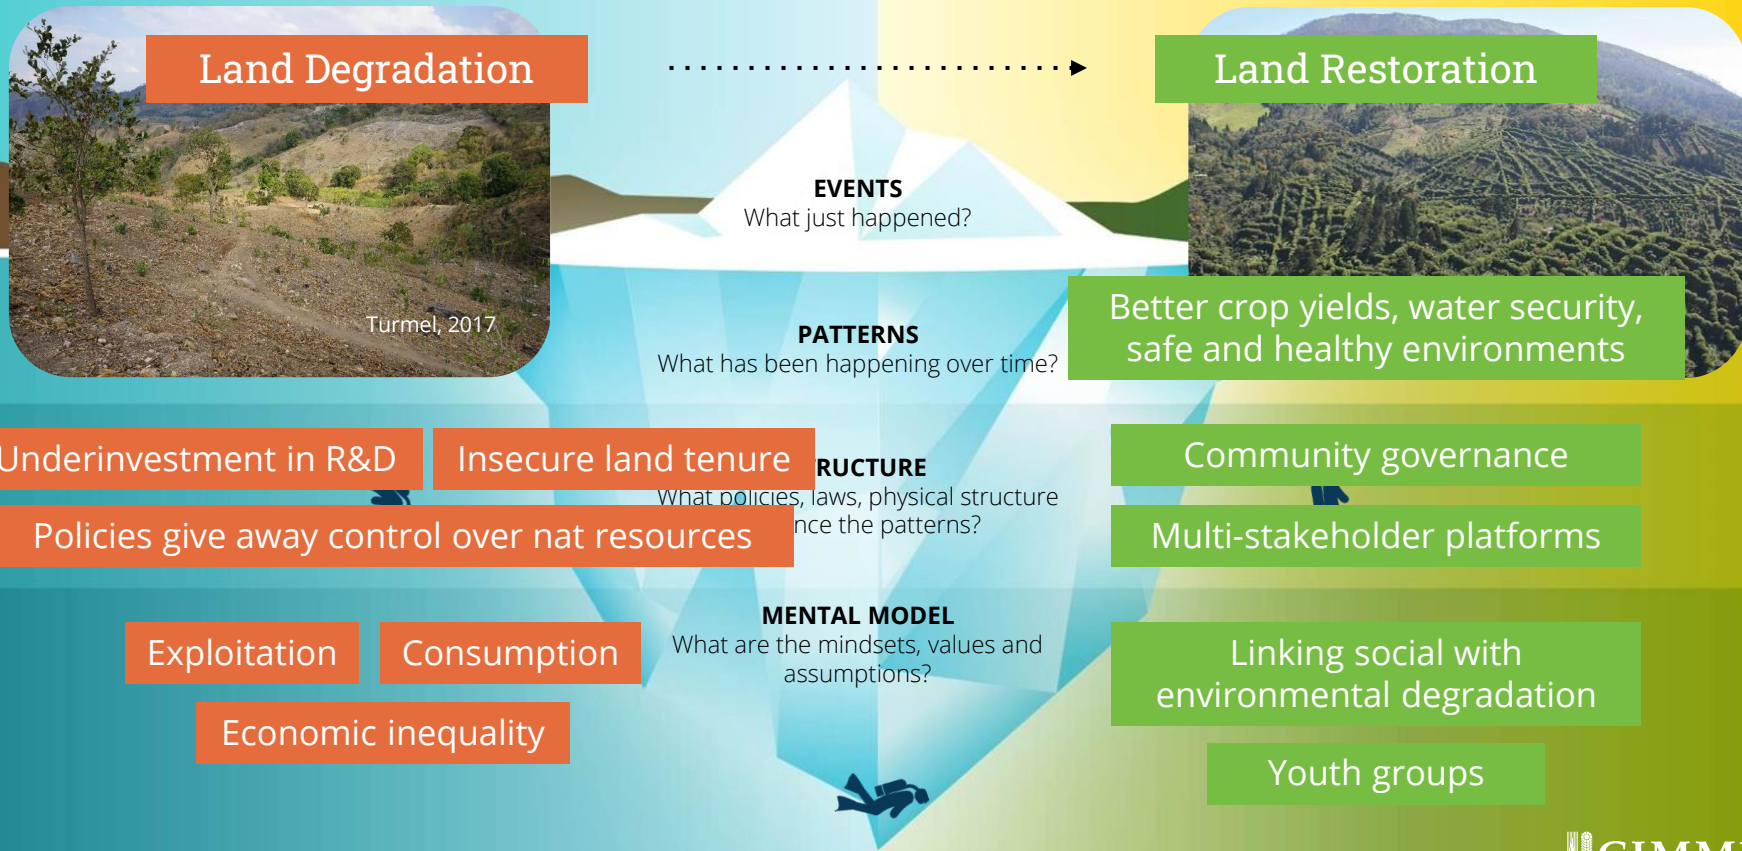 Land Degradation
Land Restoration
EVENTS
What just happened?
Turmel, 2017
PATTERNS
What has been happening over time?
Better crop yields, water security,
safe and healthy environments
Underinvestment in R&D
Insecure land tenure
RUCTURE
What policies, laws, physical structure
nce the patterns?
Policies give away control over nat resources
Community governance
Multi-stakeholder platforms
MENTAL MODEL
What are the mindsets, values and
assumptions?
Exploitation
Consumption
Economic inequality
Linking social with
environmental degradation
Youth groups